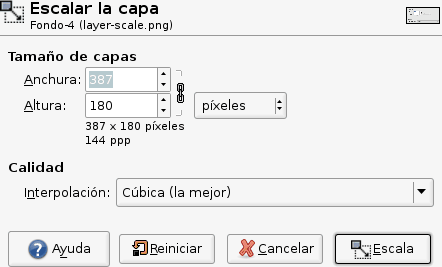 Escalar la capa
Fondo-4 (layer-scale.png)
Tamaño de capas
Anchura: 387
Altura: 180 píxeles
387 x 180 píxeles
144 ppp
Calidad
Interpolación: Cúbica (la mejor)
Ayuda Reiniciar Cancelar Escala